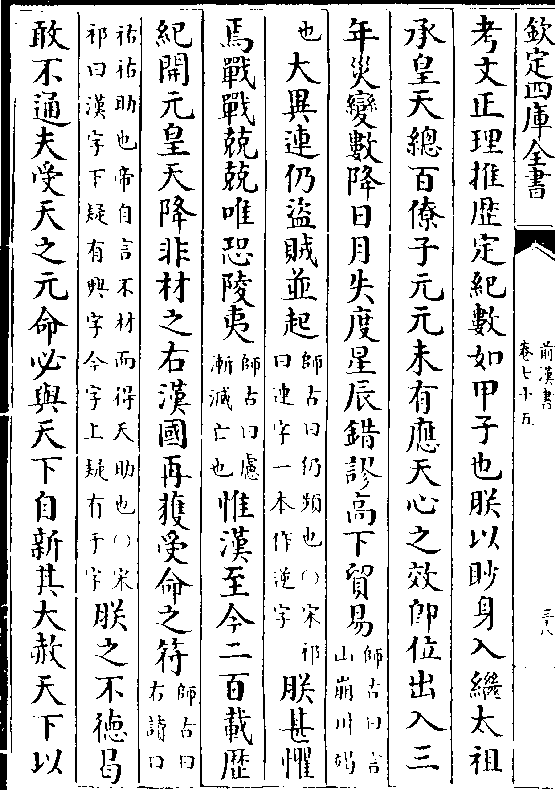 欽定四庫全書
前漢書
卷七十五
三八
考文正理推歴定紀數如甲子也朕以眇身入繼太祖
承皇天總百僚子元元未有應天心之效即位出入三
年災變數降日月失度星辰錯謬高下貿易師古曰言山崩川竭
也大異連仍盜賊並起師古曰仍頻也〇宋祁曰連字一本作逆字朕甚懼
焉戰戰兢兢唯恐陵夷師古曰慮漸滅亡也惟漢至今二百載歴
紀開元皇天降非材之右漢國再獲受命之符師古曰右讀曰
祐祐助也帝自言不材而得天助也〇宋祁曰漢字下疑有興字今字上疑有于字朕之不德曷
敢不通夫受天之元命必與天下自新其大赦天下以